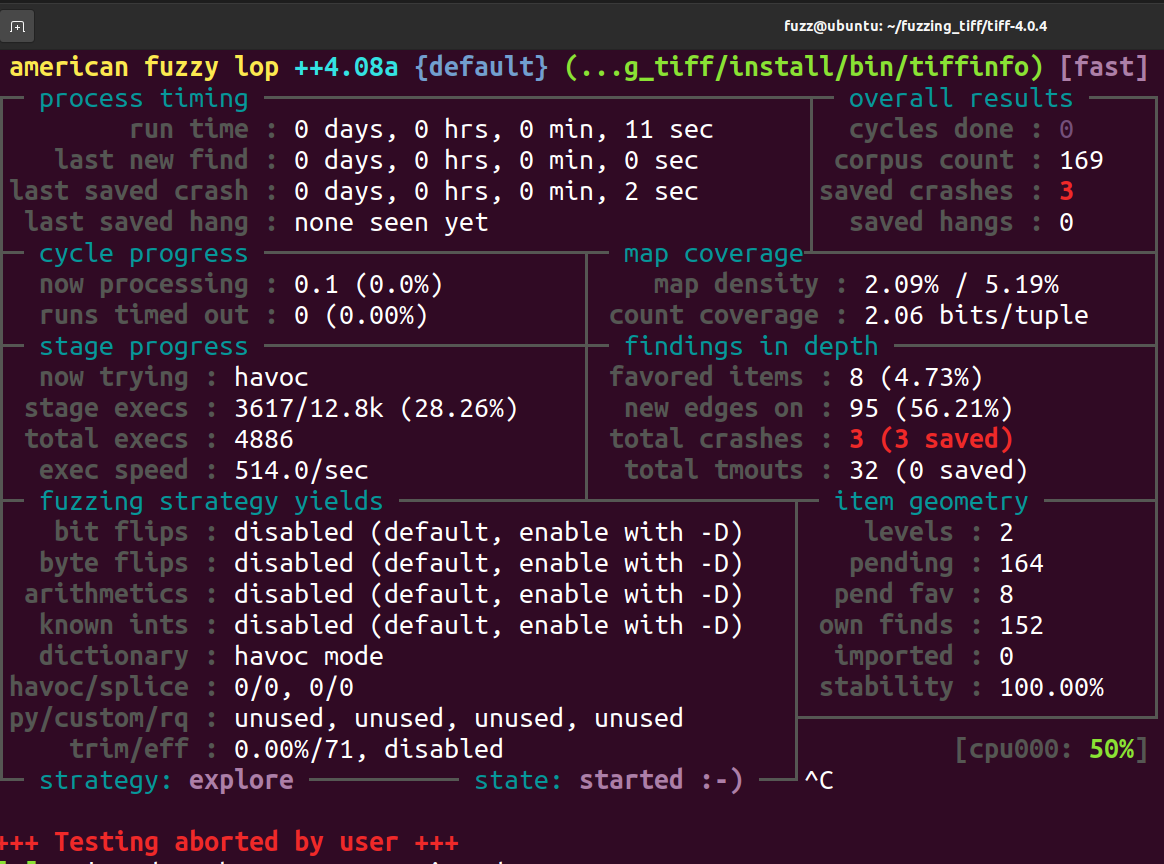 fuzz@ubuntu: ~/fuzzing_tiff/tiff-4.0.4
american fuzzy lop ++4.08a {default} (...g_tiff/install/bin/tiffinfo) [fast]
process timing overall results
run time : 0 days, 0 hrs, 0 min, 11 sec cycles done : 0
last new find : 0 days, 0 hrs, 0 min, 0 sec corpus count : 169
last saved crash : 0 days, 0 hrs, 0 min, 2 sec saved crashes : 3
last saved hang : none seen yet saved hangs : 0
cycle progress map coverage
now processing : 0.1 (0.0%) map density : 2.09% / 5.19%
runs timed out : 0 (0.00%) count coverage : 2.06 bits/tuple
stage progress findings in depth
now trying : havoc favored items : 8 (4.73%)
stage execs : 3617/12.8k (28.26%) new edges on : 95 (56.21%)
total execs : 4886 total crashes : 3 (3 saved)
exec speed : 514.0/sec total tmouts : 32 (0 saved)
fuzzing strategy yields item geometry
bit flips : disabled (default, enable with -D) levels : 2
byte flips : disabled (default, enable with -D) pending : 164
arithmetics : disabled (default, enable with -D) pend fav : 8
known ints : disabled (default, enable with -D) own finds : 152
dictionary : havoc mode imported : 0
havoc/splice : 0/0, 0/0 stability : 100.00%
py/custom/rq : unused, unused, unused, unused
trim/eff : 0.00%/71, disabled [cpu000: 50%]
strategy: explore state: started :-) ^C
+++ Testing aborted by user +++